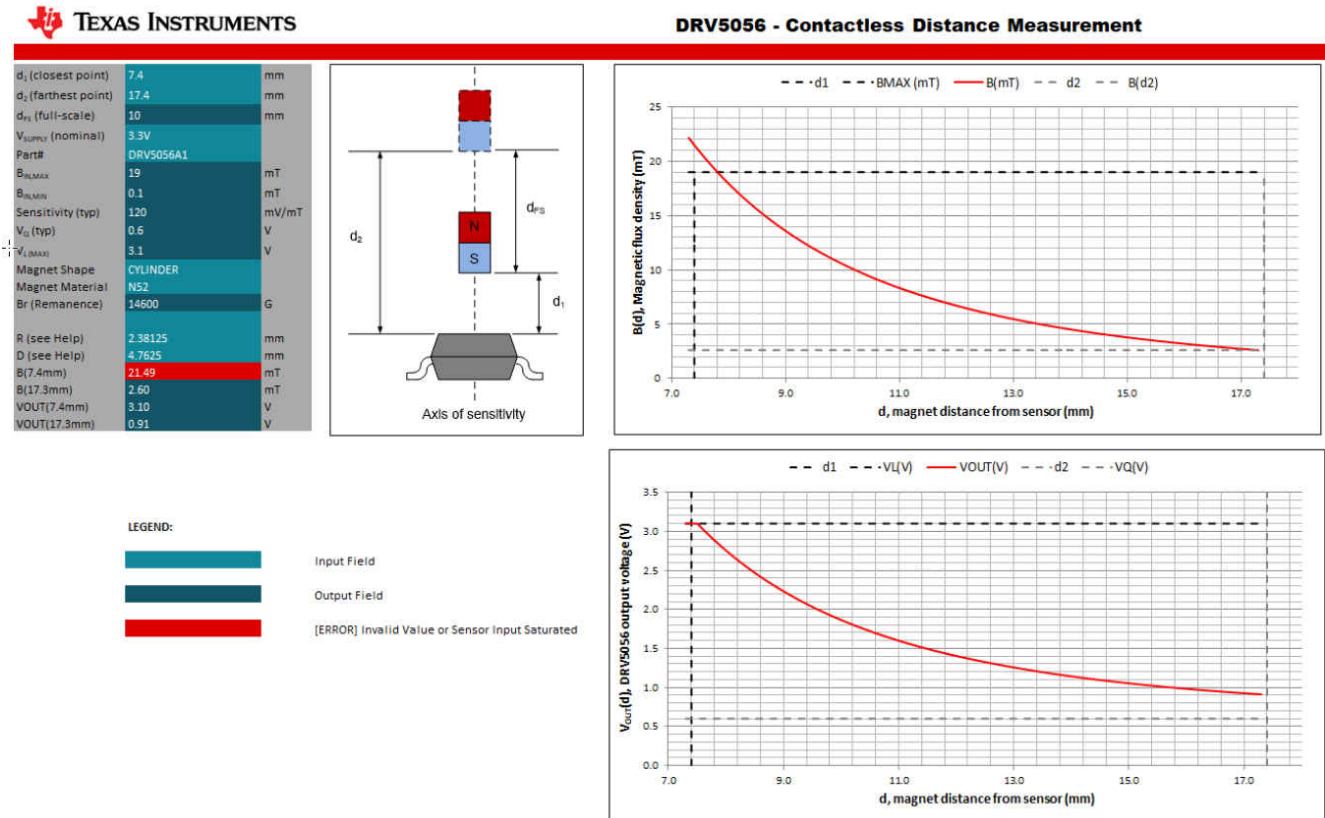 TEXAS INSTRUMENTS
DRV5056 - Contactless Distance Measurement
d1 (closest point) 7.4 mm
d2 (farthest point) 17.4 mm
dFS (full-scale) 10 mm
VSUPPLY (nominal) 3.3V
Part# DRV5056A1
BINLMAX 19 mT
BINLMIN 0.1 mT
Sensitivity (typ) 120 mV/mT
VQ (typ) 0.6 V
VL (MAX) 3.1 V
Magnet Shape CYLINDER
Magnet Material N52
Br (Remanence) 14600 G
R (see Help) 2.38125 mm
D (see Help) 4.7625 mm
B(7.4mm) 21.49 mT
B(17.3mm) 2.60 mT
VOUT(7.4mm) 3.10 V
VOUT(17.3mm) 0.91 V
d2
dFS
N
S
d1
Axis of sensitivity
d1 BMAX (mT) B(mT) d2 B(d2)
B(d), Magnetic flux density (mT)
25
20
15
10
5
0
7.0 9.0 11.0 13.0 15.0 17.0
d, magnet distance from sensor (mm)
LEGEND:
Input Field
Output Field
[ERROR] Invalid Value or Sensor Input Saturated
d1 VL(V) VOUT(V) d2 VQ(V)
VOUT(d), DRV5056 output voltage (V)
3.5
3.0
2.5
2.0
1.5
1.0
0.5
0.0
7.0 9.0 11.0 13.0 15.0 17.0
d, magnet distance from sensor (mm)